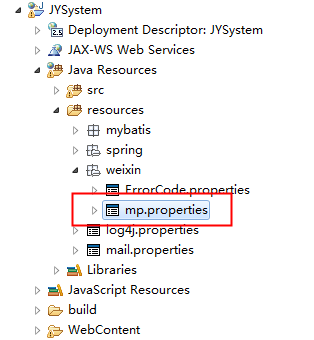 JYSystem
Deployment Descriptor: JYSystem
JAX-WS Web Services
Java Resources
src
resources
mybatis
spring
weixin
ErrorCode.properties
mp.properties
log4j.properties
mail.properties
Libraries
JavaScript Resources
build
WebContent